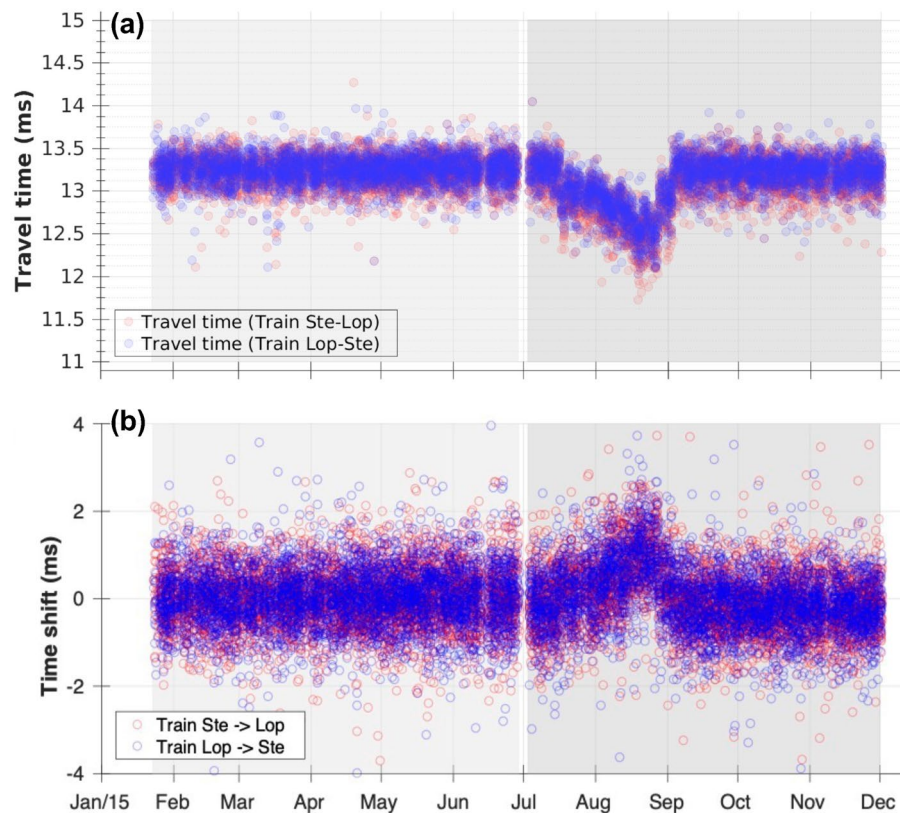 (a)
15
14.5
14
13.5
13
12.5
12
11.5
11
Travel time (ms)
Travel time (Train Ste-Lop)
Travel time (Train Lop-Ste)
(b)
4
2
0
-2
-4
Time shift (ms)
Train Ste -> Lop
Train Lop -> Ste
Jan/15 Feb Mar Apr May Jun Jul Aug Sep Oct Nov Dec